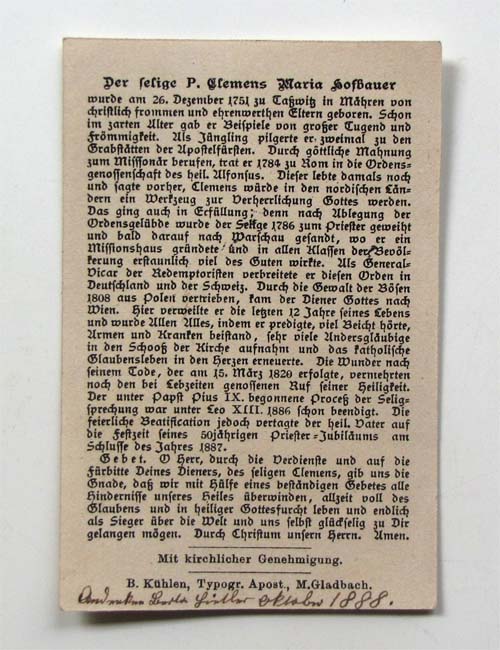 Der selige P. Clemens Maria Hofbauer
wurde am 26. Dezember 1751 zu Taßwitz in Mähren von
christlich frommen und ehrenwerthen Eltern geboren. Schon
im zarten Alter gab er Beispiele von großer Tugend und
Frömmigkeit. Als Jüngling pilgerte er zweimal zu den
Grabstätten der Apostelfürsten. Durch göttliche Mahnung
zum Misssonär berufen, trat er 1784 zu Rom in die Ordens-
genossenschaft des heil. Alfonsus. Dieser lebte damals noch
und sagte vorher, Clemens würde in den nordischen Län-
dern ein Werkzeug zur Verherrlichung Gottes werden.
Das ging auch in Erfüllung; denn nach Ablegung der
Ordensgelübde wurde der Selige 1786 zum Priester geweiht
und bald darauf nach Warschau gesandt, wo er ein
Missionshaus gründete und in allen Klassen der Bevöl-
kerung erstaunlich viel des Guten wirkte. Als General-
Vicar der Redemptoristen verbreitete er diesen Orden in
Deutschland und der Schweiz. Durch die Gewalt der Bösen
1808 aus Polen vertrieben, kam der Diener Gottes nach
Wien. Hier verweilte er die letzten 12 Jahre seines Lebens
und wurde Allen Alles, indem er predigte, viel Beicht hörte,
Armen und Kranken beistand, sehr viele Andersgläubige
in den Schooß der Kirche aufnahm und das katholische
Glaubensleben in den Herzen erneuerte. Die Wunder nach
seinem Tode, der am 15. März 1820 erfolgte, vermehrten
noch den bei Lebzeiten genossenen Ruf seiner Heiligkeit.
Der unter Papst Pius IX. begonnene Proceß der Selig-
sprechung war unter Leo XIII. 1886 schon beendigt. Die
feierliche Beatification jedoch vertagte der heil. Vater auf
die Festzeit seines 50jährigen Priester-Jubiläums am
Schlusse des Jahres 1887.
Gebet. O Herr, durch die Verdienste und auf die
Fürbitte Deines Dieners, des seligen Clemens, gib uns die
Gnade, daß wir mit Hülfe eines beständigen Gebetes alle
Hindernisse unseres Heiles überwinden, allzeit voll des
Glaubens und in heiliger Gottesfurcht leben und endlich
als Sieger über die Welt und uns selbst glückselig zu Dir
gelangen mögen. Durch Christum unsern Herrn. Amen.
Mit kirchlicher Genehmigung.
B. Kühlen, Typogr. Apost., M.Gladbach.
Andenken Oktober 1888.